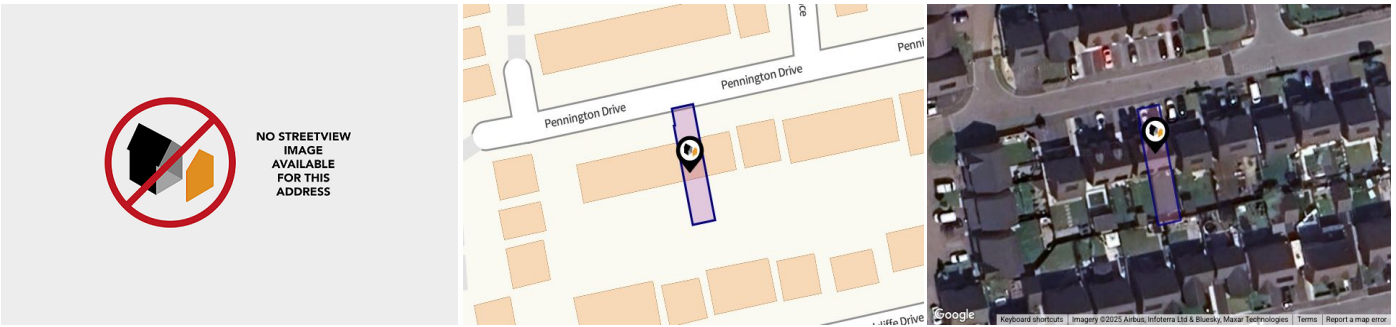 NO STREETVIEW
IMAGE
AVAILABLE
FOR THIS
ADDRESS
Pennington Drive
Pennington Drive
Penni
ce
cliffe Drive
Google
Keyboard shortcuts
Imagery ©2025 Airbus, Infoterra Ltd & Bluesky, Maxar Technologies
Terms
Report a map error